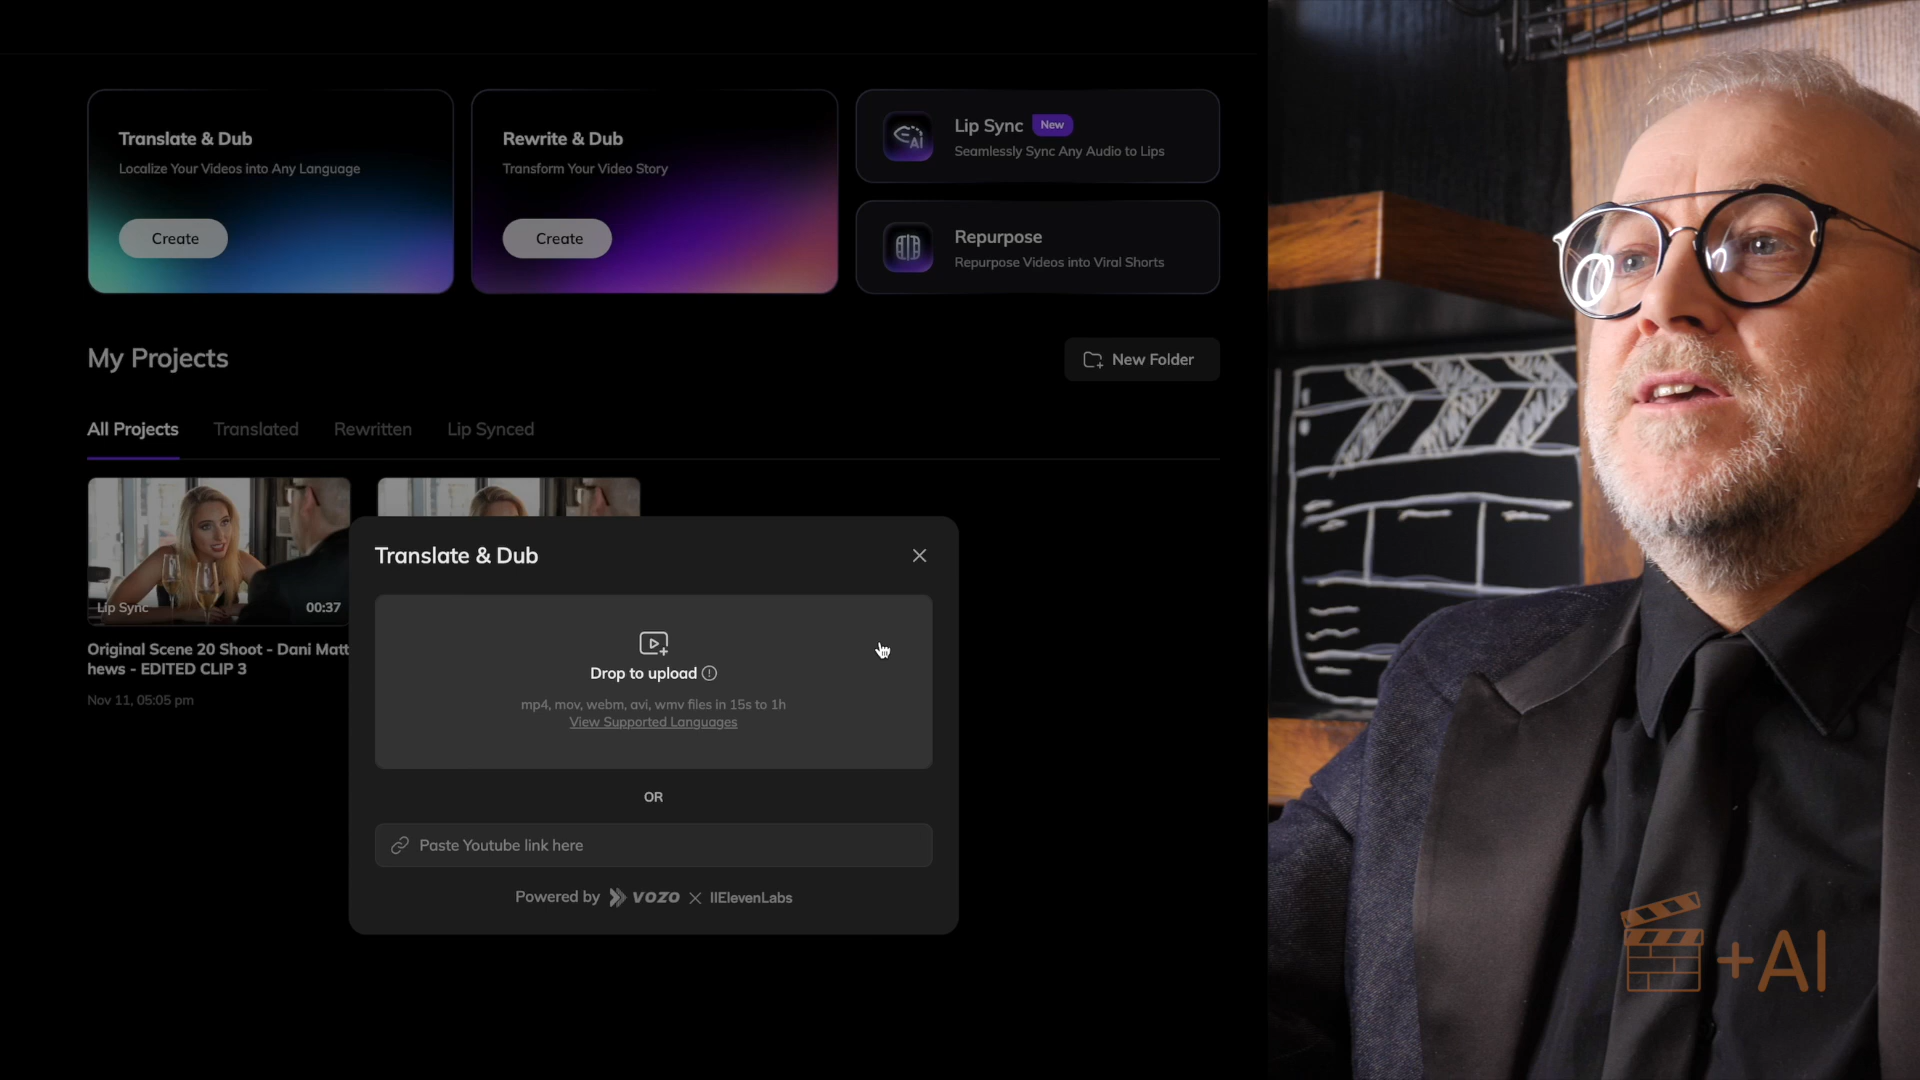 Translate & Dub
Localize Your Videos into Any Language
Create
Rewrite & Dub
Transform Your Video Story
Create
Lip Sync New
Seamlessly Sync Any Audio to Lips
Repurpose
Repurpose Videos into Viral Shorts
My Projects
New Folder
All Projects Translated Rewritten Lip Synced
Lip Sync 00:37
Original Scene 20 Shoot - Dani Matt
hews - EDITED CLIP 3
Nov 11, 05:05 pm
Translate & Dub
Drop to upload
mp4, mov, webm, avi, wmv files in 15s to 1h
View Supported Languages
OR
Paste Youtube link here
Powered by VOZO X IIElevenLabs
+AI